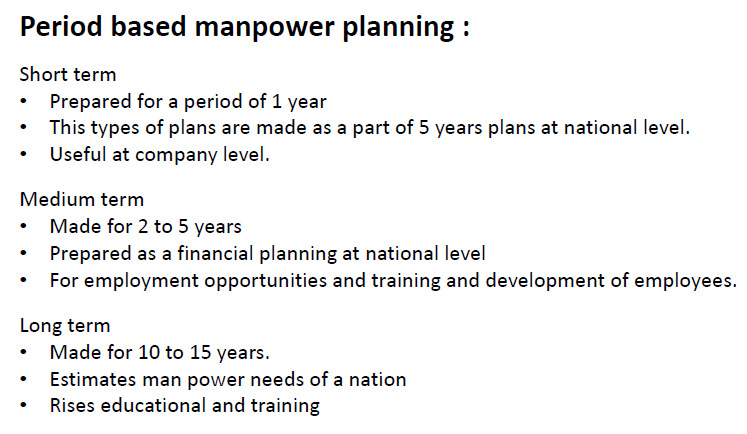 Period based manpower planning :
Short term
• Prepared for a period of 1 year
• This types of plans are made as a part of 5 years plans at national level.
• Useful at company level.
Medium term
• Made for 2 to 5 years
• Prepared as a financial planning at national level
• For employment opportunities and training and development of employees.
Long term
• Made for 10 to 15 years.
• Estimates man power needs of a nation
• Rises educational and training